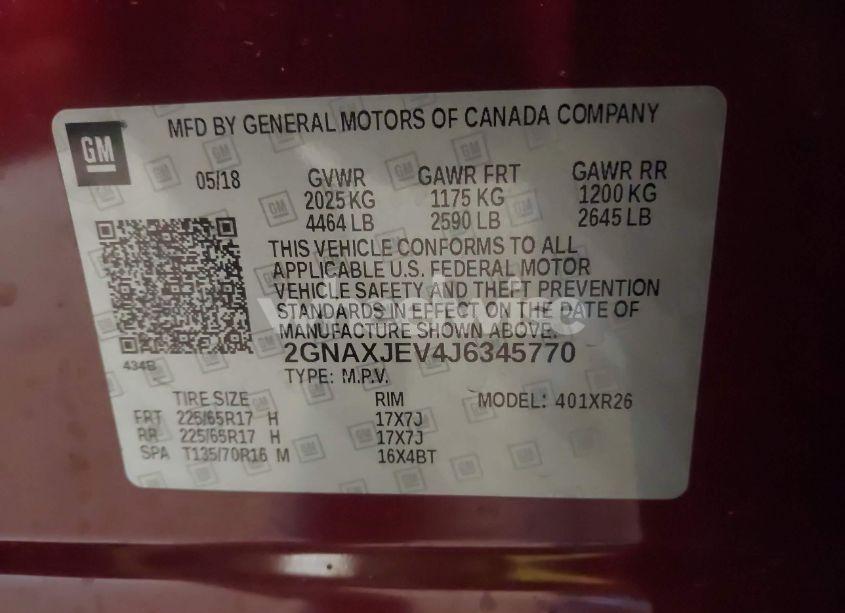 GM
MFD BY GENERAL MOTORS OF CANADA COMPANY
05/18 GVWR GAWR FRT GAWR RR
2025 KG 1175 KG 1200 KG
4464 LB 2590 LB 2645 LB
THIS VEHICLE CONFORMS TO ALL
APPLICABLE U.S. FEDERAL MOTOR
VEHICLE SAFETY AND THEFT PREVENTION
STANDARDS IN EFFECT ON THE DATE OF
MANUFACTURE SHOWN ABOVE.
2GNAXJEV4J6345770
434B
TYPE: M.P.V.
TIRE SIZE RIM MODEL: 401XR26
FRT 225/65R17 H 17X7J
RR 225/65R17 H 17X7J
SPA T135/70R16 M 16X4BT